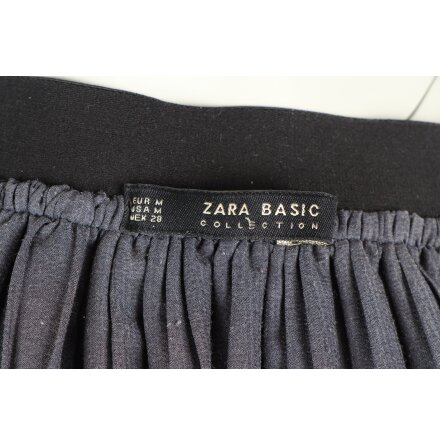 EUR M
USA M
MEX 28
ZARA BASIC
COLLECTION